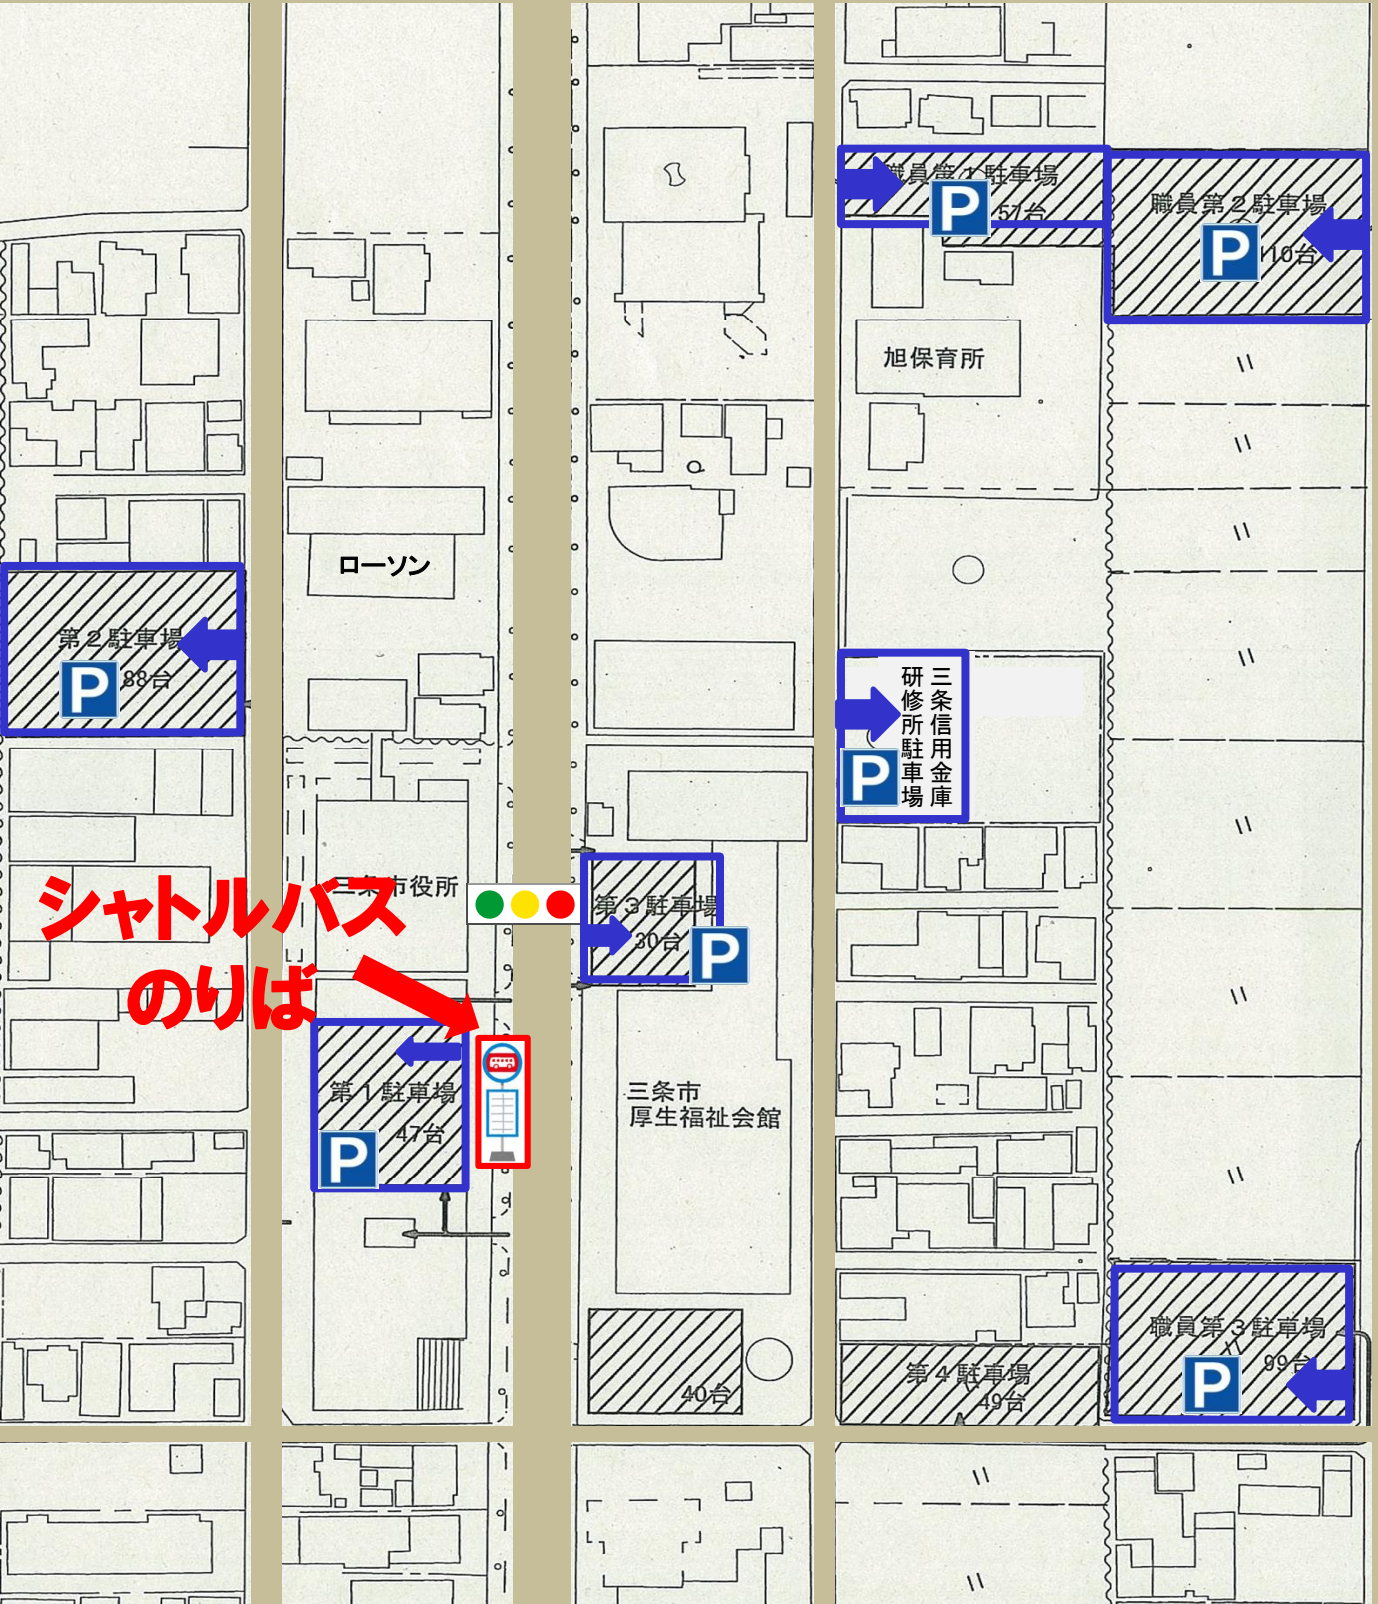 職員第1駐車場
57台
職員第2駐車場
110台
旭保育所
ローソン
第2駐車場
88台
三条信用金庫
研修所駐車場
三条市役所
シャトルバス
のりば
第3駐車場
30台
第1駐車場
47台
三条市
厚生福祉会館
40台
第4駐車場
49台
職員第3駐車場
99台
P
P
P
P
P
P
P